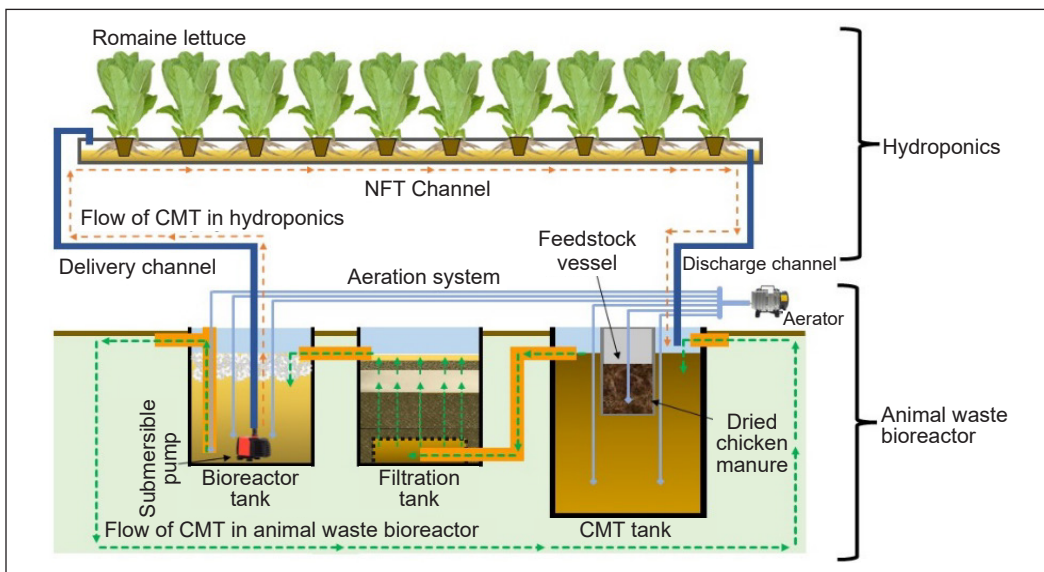 Romaine lettuce
Hydroponics
NFT Channel
Flow of CMT in hydroponics
Feedstock
vessel
Delivery channel
Discharge channel
Aeration system
Aerator
Submersible
pump
Dried
chicken
manure
Animal waste
bioreactor
Bioreactor
tank
Filtration
tank
CMT tank
Flow of CMT in animal waste bioreactor